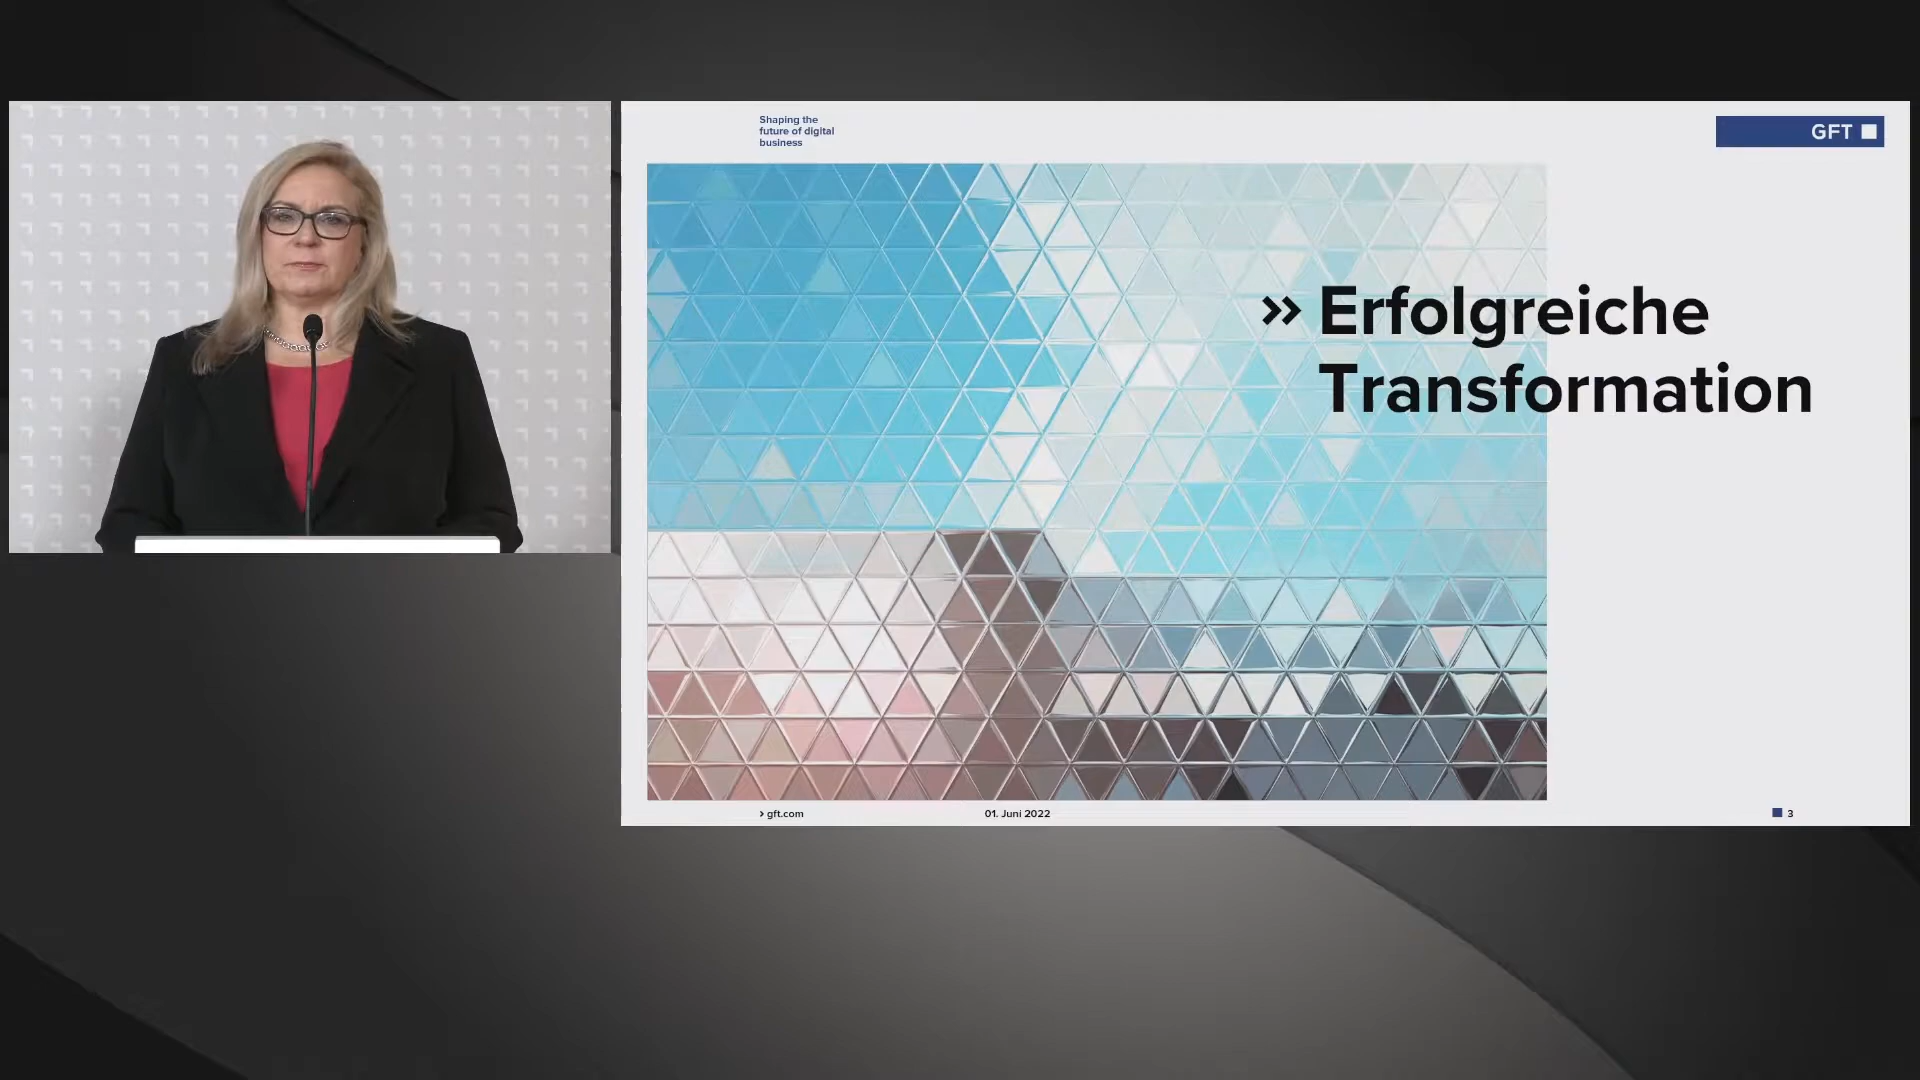 Shaping the
future of digital
business
GFT
» Erfolgreiche
Transformation
› gft.com
01. Juni 2022
3